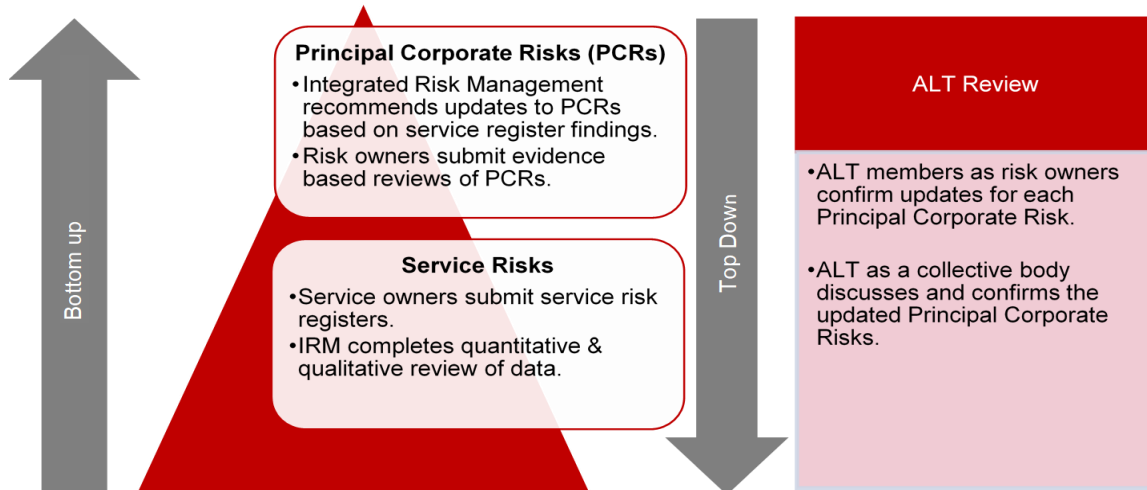 Bottom up
Principal Corporate Risks (PCRs)
•Integrated Risk Management
recommends updates to PCRs
based on service register findings.
•Risk owners submit evidence
based reviews of PCRs.
Service Risks
•Service owners submit service risk
registers.
•IRM completes quantitative &
qualitative review of data.
Top Down
ALT Review
•ALT members as risk owners
confirm updates for each
Principal Corporate Risk.
•ALT as a collective body
discusses and confirms the
updated Principal Corporate
Risks.